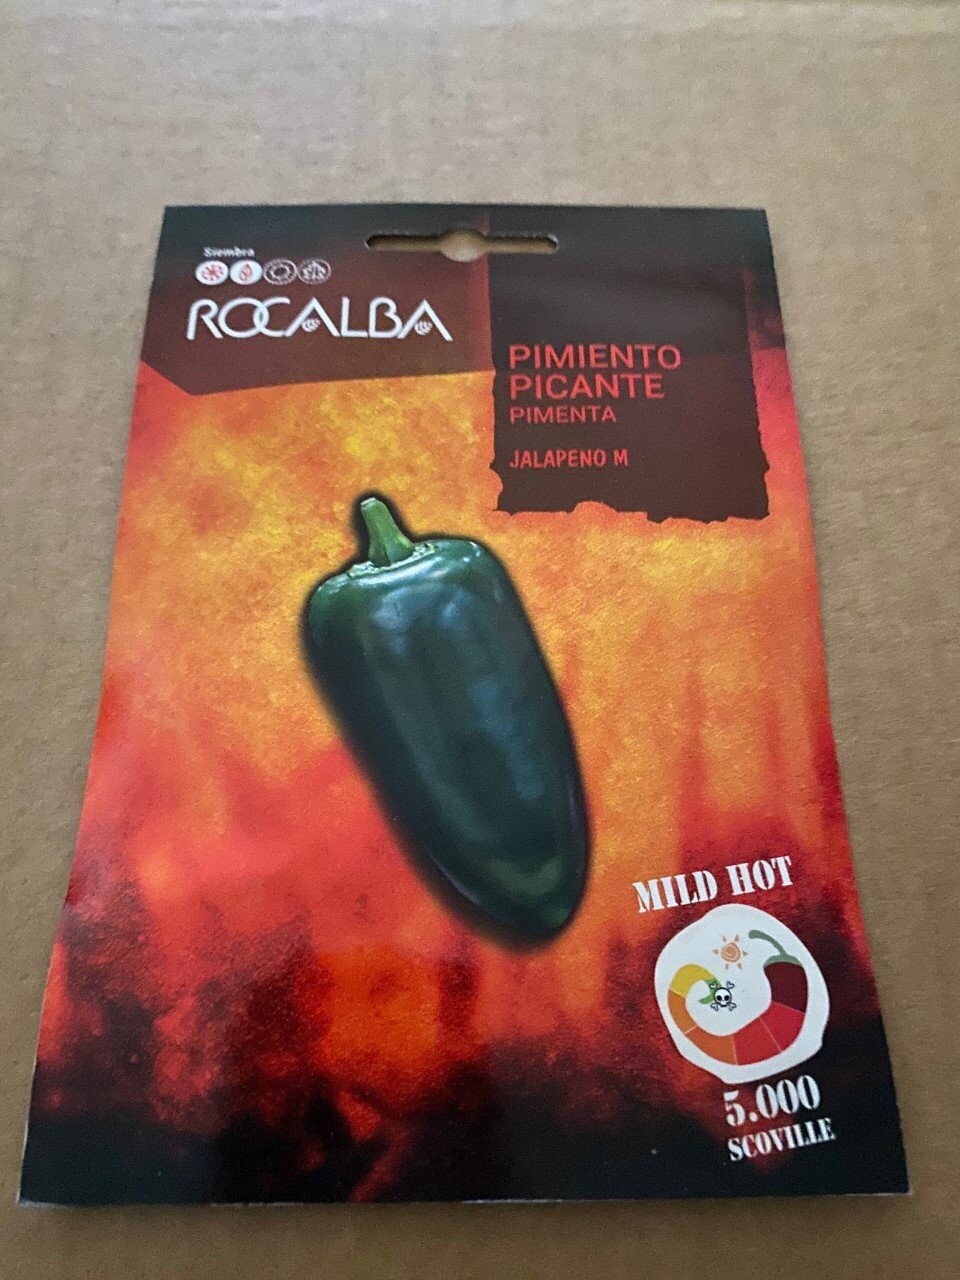 Siembra
ROCALBA
PIMIENTO
PICANTE
PIMENTA
JALAPENO M
MILD HOT
5.000
SCOVILLE